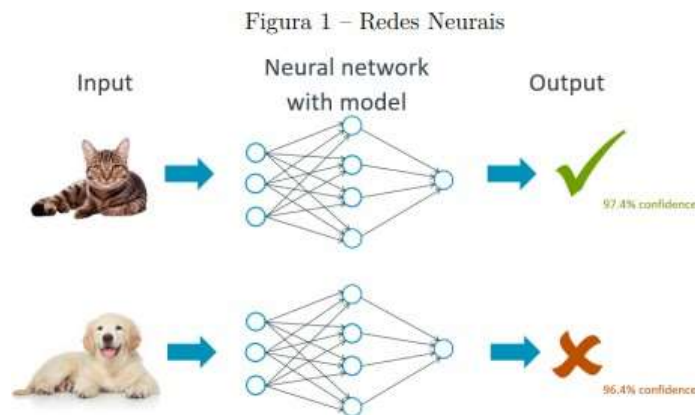 Figura 1 – Redes Neurais
Input
Neural network
with model
Output
97.4% confidence
96.4% confidence